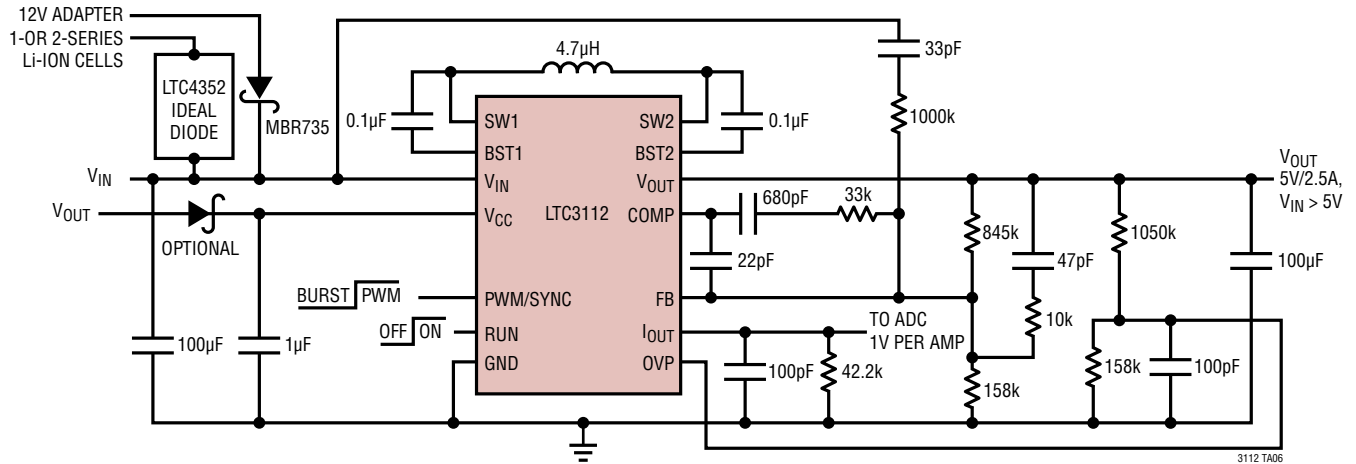 12V ADAPTER
1-OR 2-SERIES
Li-ION CELLS
LTC4352
IDEAL
DIODE
MBR735
4.7µH
0.1µF
0.1µF
33pF
1000k
SW1
BST1
VIN
VCC
PWM/SYNC
RUN
GND
LTC3112
SW2
BST2
VOUT
COMP
FB
IOUT
OVP
VIN
VOUT
OPTIONAL
BURST PWM
OFF ON
100µF
1µF
680pF
33k
22pF
845k
47pF
10k
1050k
VOUT
5V/2.5A,
VIN > 5V
100µF
TO ADC
1V PER AMP
100pF
42.2k
158k
158k
100pF
3112 TA06